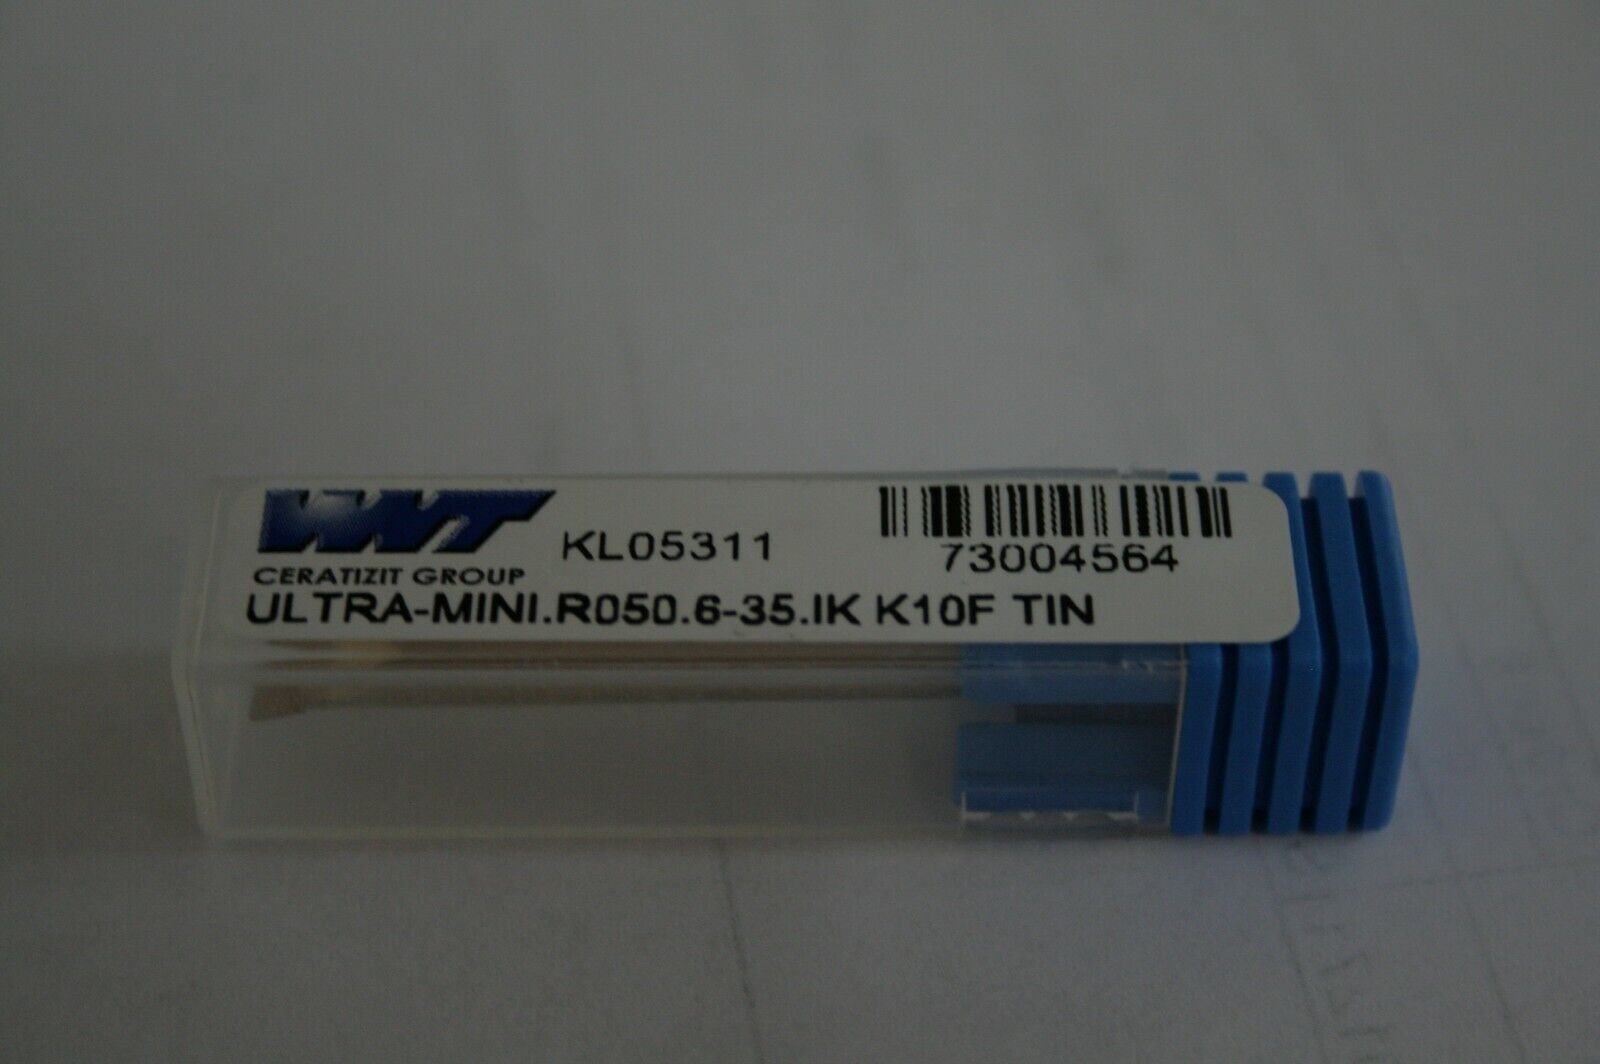 WNT KL05311
73004564
CERATIZIT GROUP
ULTRA-MINI.R050.6-35.IK K10F TIN